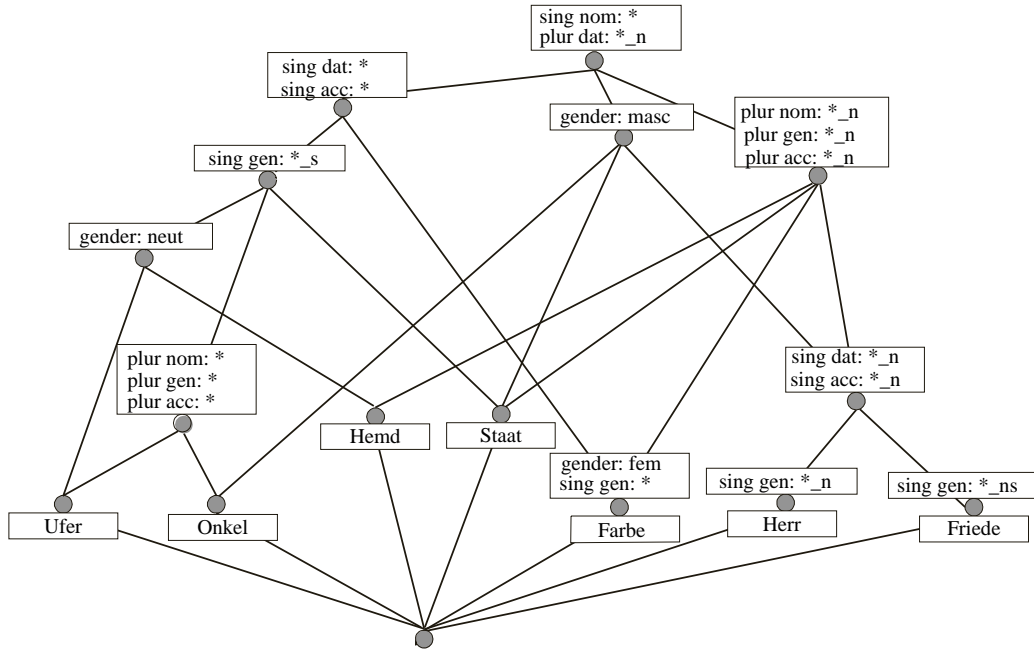 sing nom: *
plur dat: *_n
sing dat: *
sing acc: *
gender: masc
plur nom: *_n
plur gen: *_n
plur acc: *_n
sing gen: *_s
gender: neut
plur nom: *
plur gen: *
plur acc: *
sing dat: *_n
sing acc: *_n
Hemd
Staat
gender: fem
sing gen: *
sing gen: *_n
sing gen: *_ns
Ufer
Onkel
Farbe
Herr
Friede